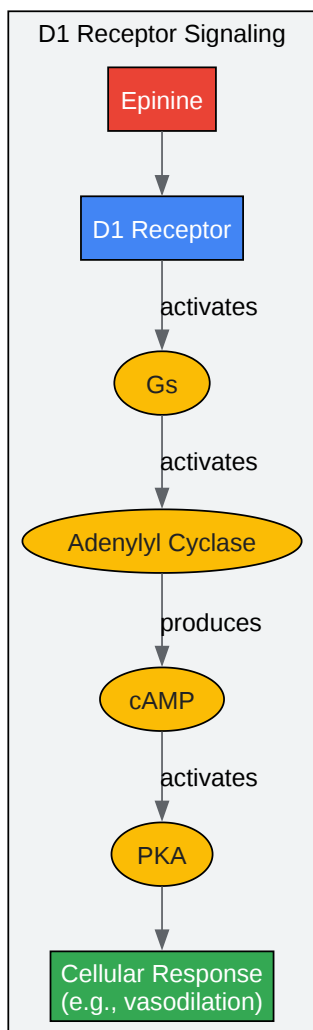 D1 Receptor Signaling
Epinine
D1 Receptor
activates
Gs
activates
Adenylyl Cyclase
produces
cAMP
activates
PKA
Cellular Response
(e.g., vasodilation)